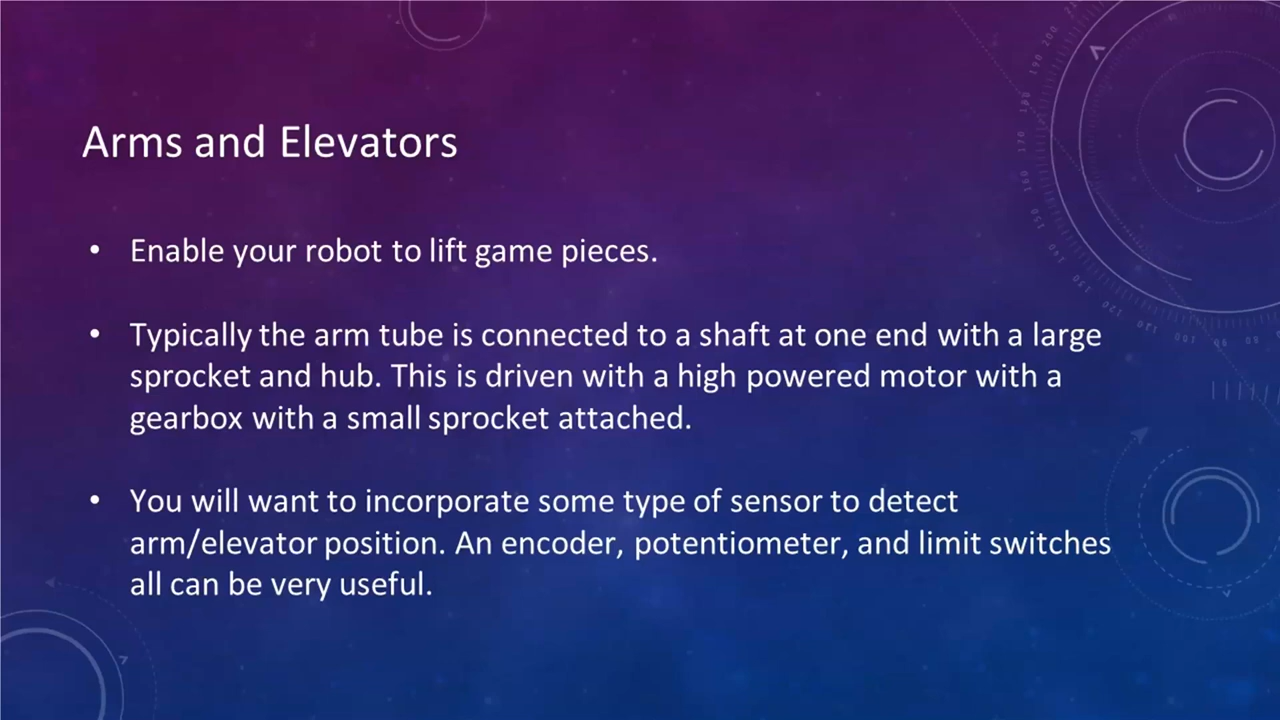 Arms and Elevators
• Enable your robot to lift game pieces.
• Typically the arm tube is connected to a shaft at one end with a large
sprocket and hub. This is driven with a high powered motor with a
gearbox with a small sprocket attached.
• You will want to incorporate some type of sensor to detect
arm/elevator position. An encoder, potentiometer, and limit switches
all can be very useful.